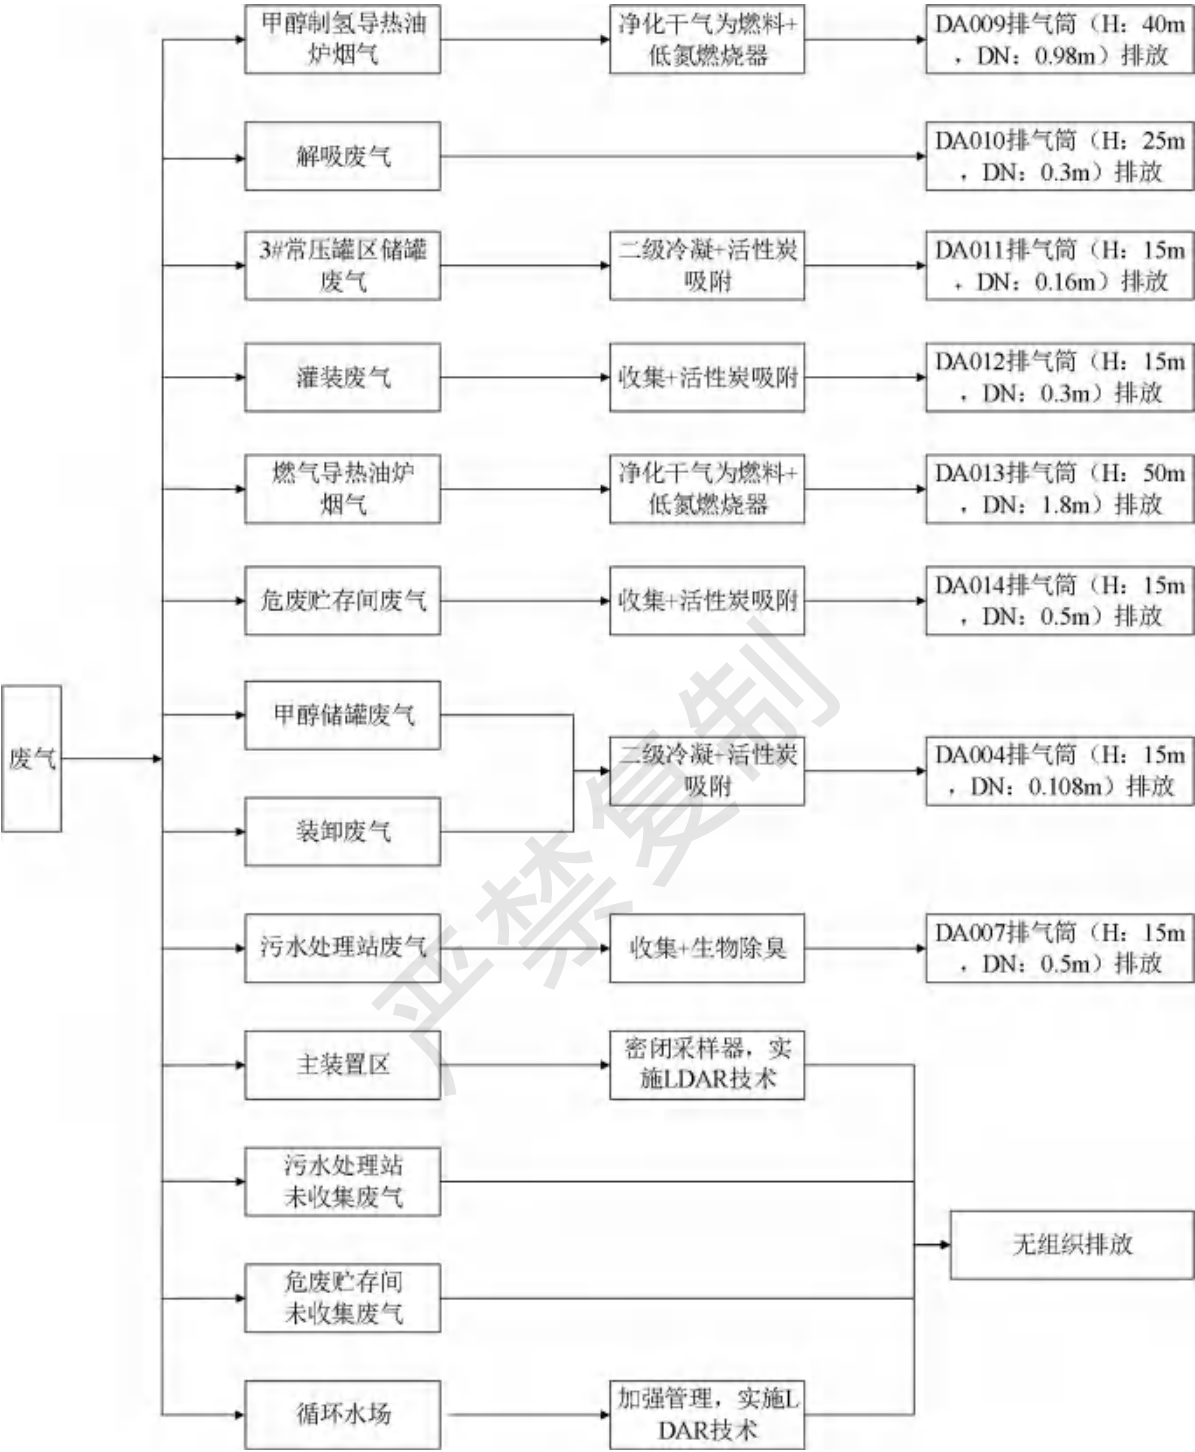 甲醇制氢导热油
炉烟气
净化干气为燃料+
低氮燃烧器
DA009排气筒（H：40m
，DN：0.98m）排放
解吸废气
DA010排气筒（H：25m
，DN：0.3m）排放
3#常压罐区储罐
废气
二级冷凝+活性炭
吸附
DA011排气筒（H：15m
，DN：0.16m）排放
灌装废气
收集+活性炭吸附
DA012排气筒（H：15m
，DN：0.3m）排放
燃气导热油炉
烟气
净化干气为燃料+
低氮燃烧器
DA013排气筒（H：50m
，DN：1.8m）排放
危废贮存间废气
收集+活性炭吸附
DA014排气筒（H：15m
，DN：0.5m）排放
废气
甲醇储罐废气
装卸废气
二级冷凝+活性炭
吸附
DA004排气筒（H：15m
，DN：0.108m）排放
污水处理站废气
收集+生物除臭
DA007排气筒（H：15m
，DN：0.5m）排放
主装置区
密闭采样器，实
施LDAR技术
污水处理站
未收集废气
无组织排放
危废贮存间
未收集废气
循环水场
加强管理，实施L
DAR技术
严禁复制